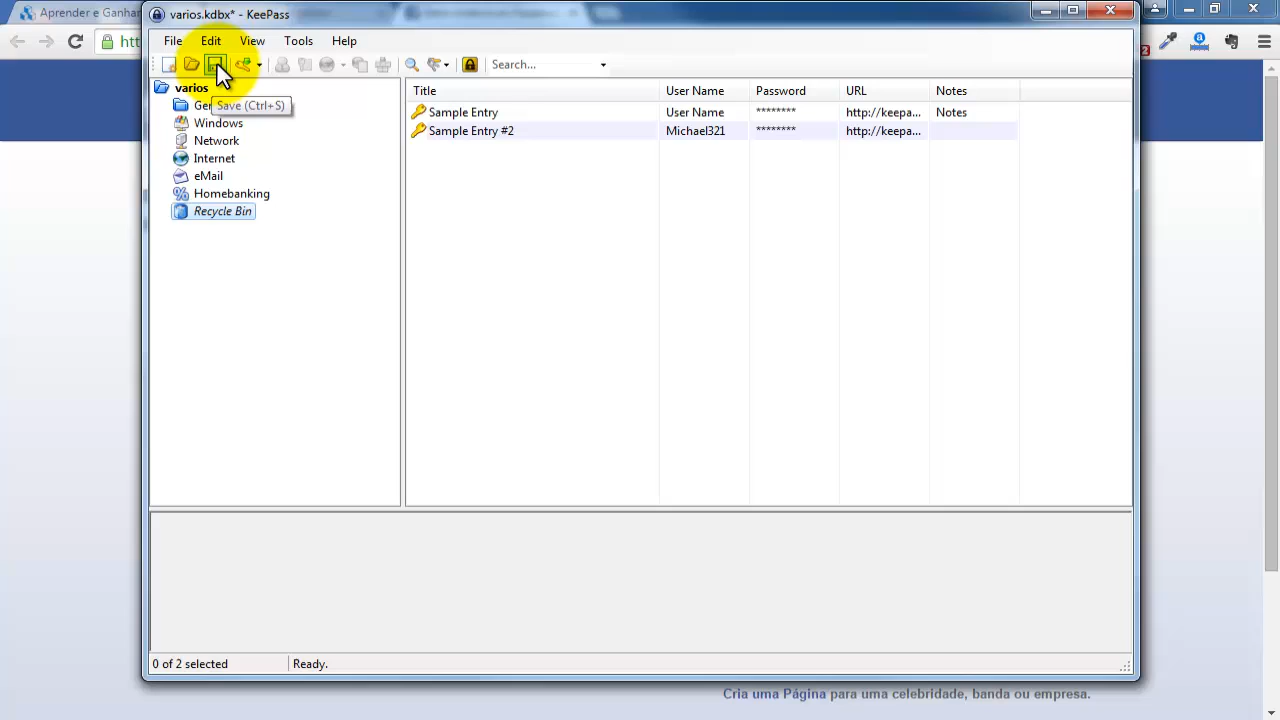 Aprender e Ganhar
varios.kdbx* - KeePass
htt
2
File Edit View Tools Help
Search...
varios
Ger
Save (Ctrl+S)
Windows
Network
Internet
eMail
Homebanking
Recycle Bin
Title User Name Password URL Notes
Sample Entry User Name ******** http://keepa... Notes
Sample Entry #2 Michael321 ******** http://keepa...
0 of 2 selected Ready.
Cria uma Página para uma celebridade, banda ou empresa.